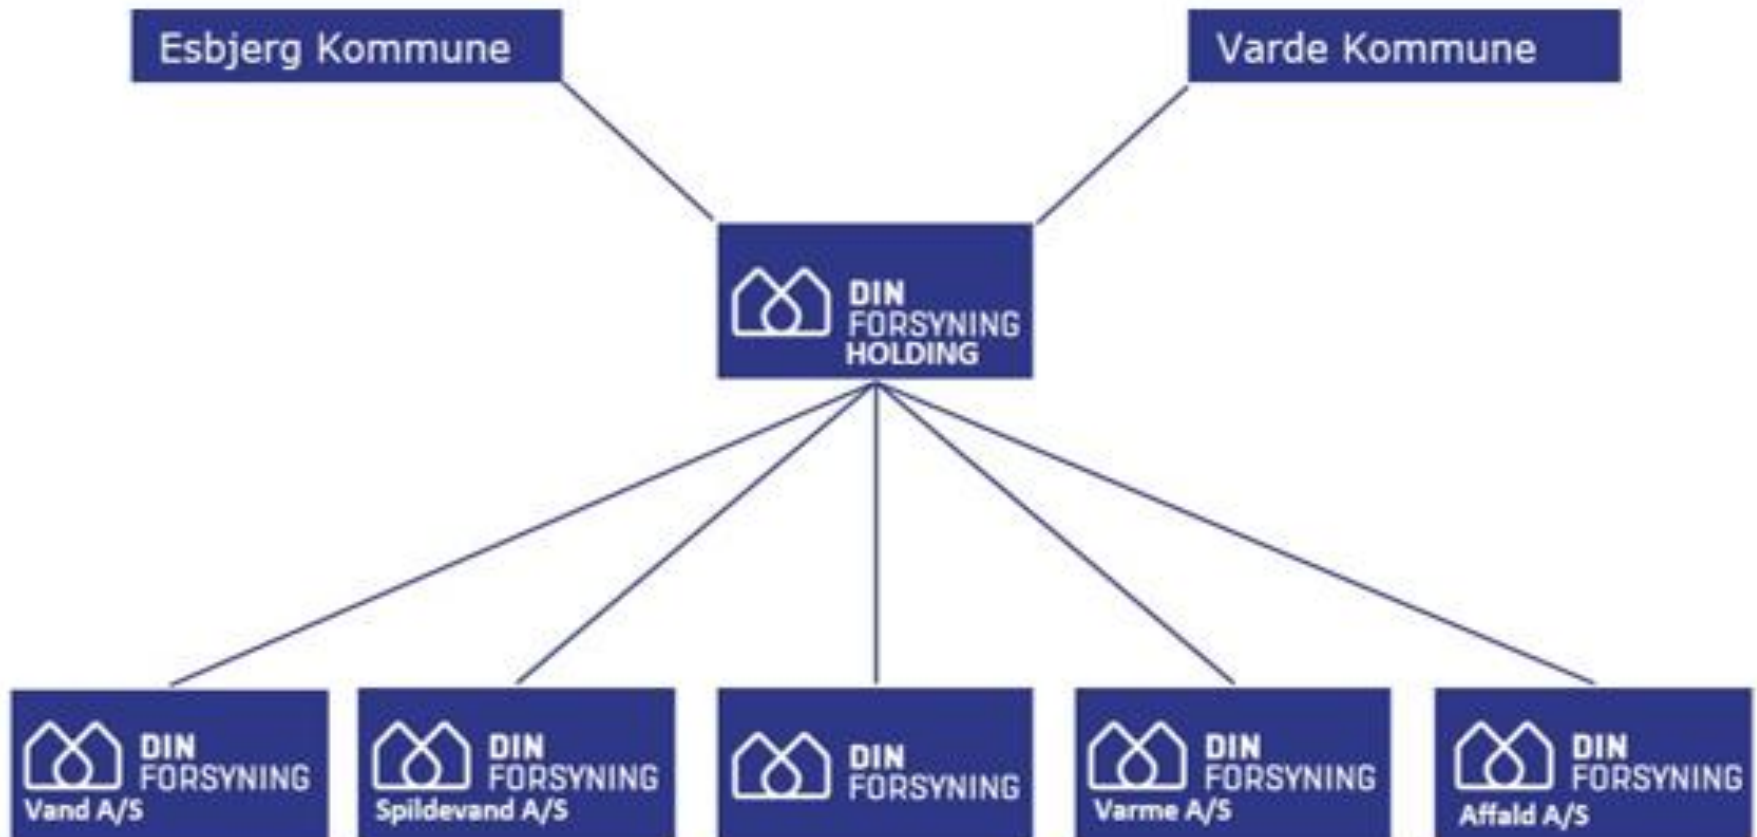 Esbjerg Kommune
Varde Kommune
DIN
FORSYNING
HOLDING
DIN
FORSYNING
Vand A/S
DIN
FORSYNING
Spildevand A/S
DIN
FORSYNING
DIN
FORSYNING
Varme A/S
DIN
FORSYNING
Affald A/S